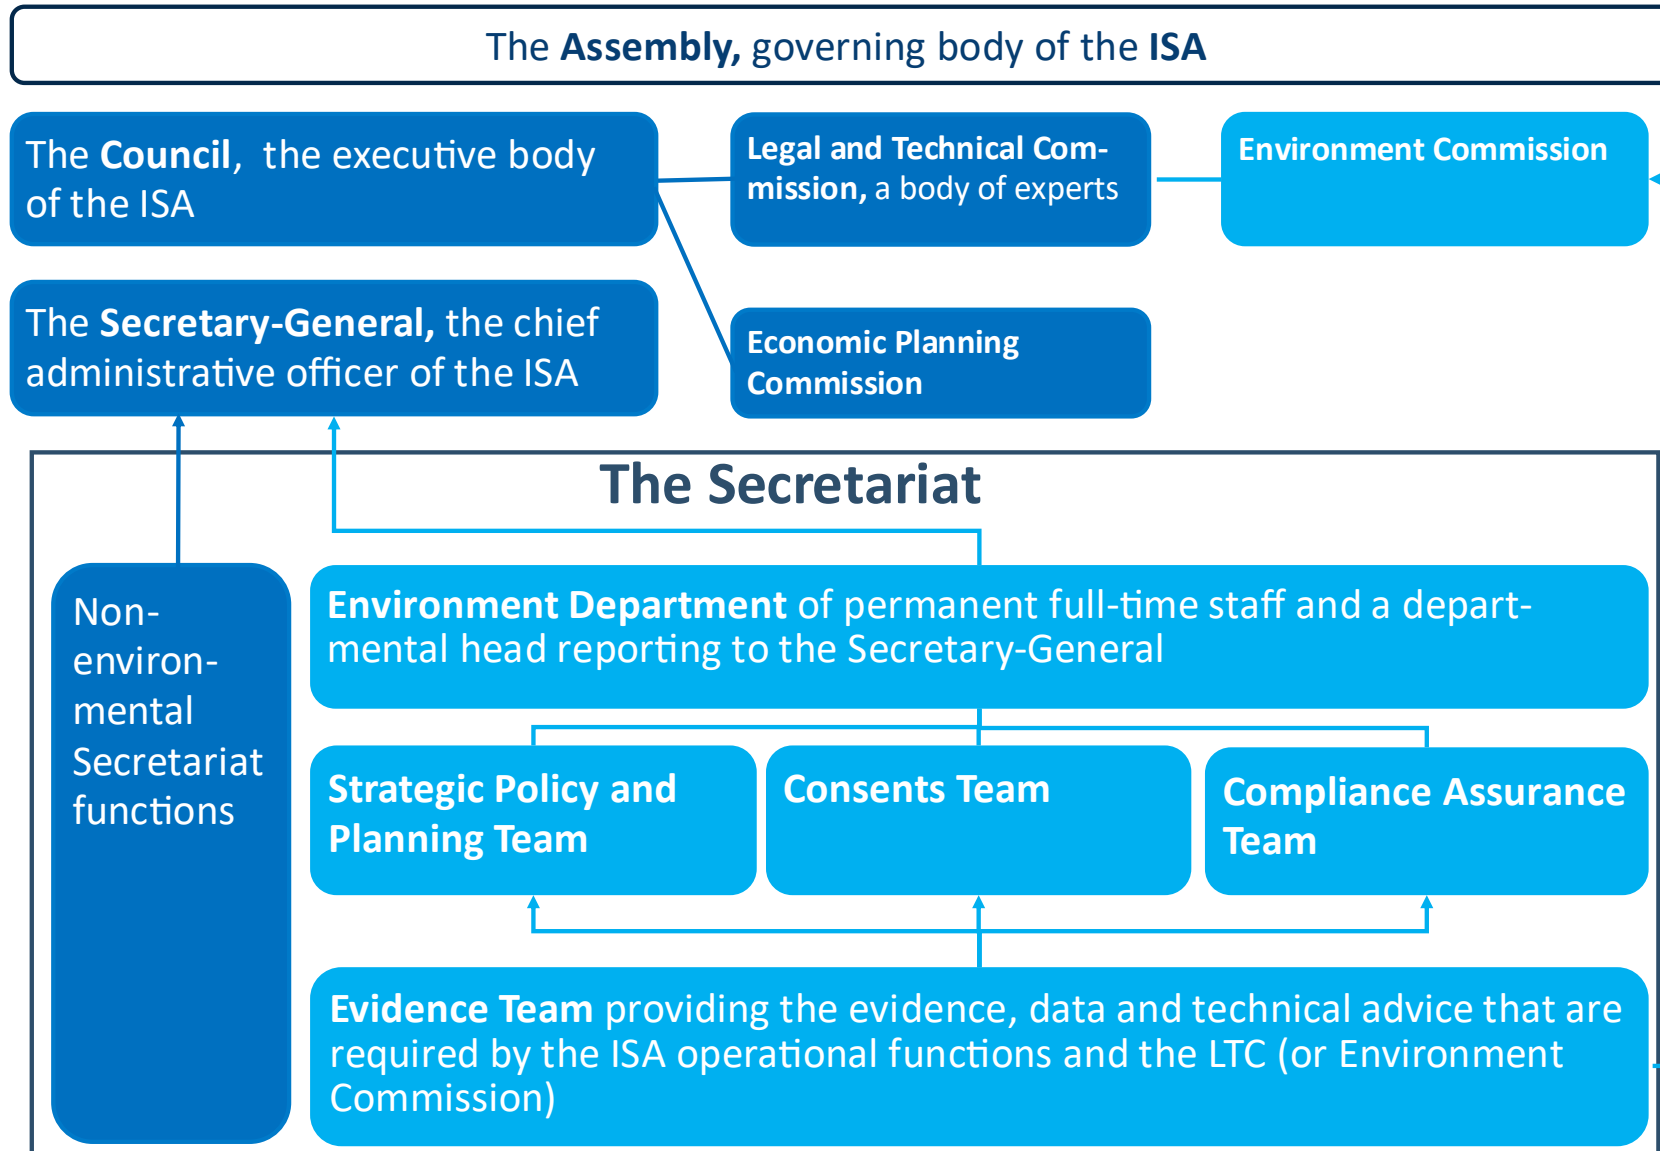 The Assembly, governing body of the ISA
The Council, the executive body
of the ISA
Legal and Technical Com-
mission, a body of experts
Environment Commission
The Secretary-General, the chief
administrative officer of the ISA
Economic Planning
Commission
The Secretariat
Non-
environ-
mental
Secretariat
functions
Environment Department of permanent full-time staff and a depart-
mental head reporting to the Secretary-General
Strategic Policy and
Planning Team
Consents Team
Compliance Assurance
Team
Evidence Team providing the evidence, data and technical advice that are
required by the ISA operational functions and the LTC (or Environment
Commission)